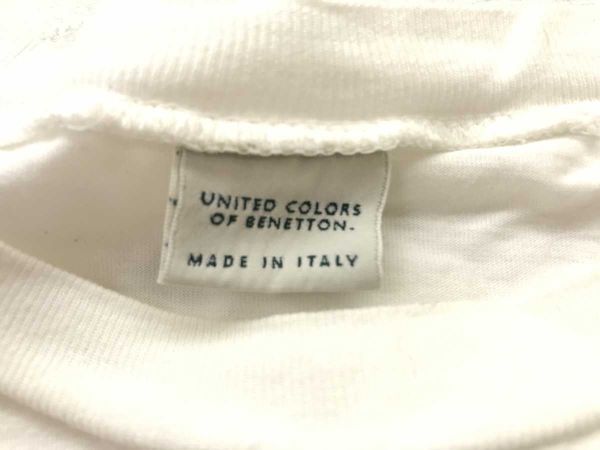 UNITED COLORS
OF BENETTON.
MADE IN ITALY